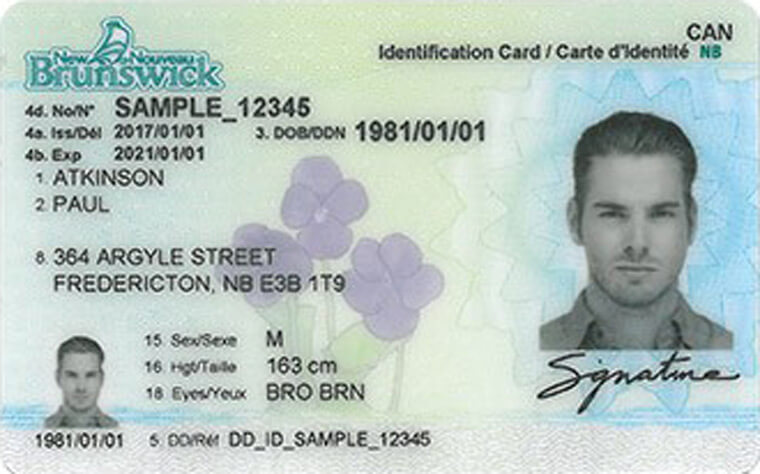 CAN
Identification Card / Carte d'Identité NB
New Nouveau
Brunswick
4d. No/N° SAMPLE_12345
4a. Iss/Dél 2017/01/01 3. DOB/DDN 1981/01/01
4b. Exp 2021/01/01
1. ATKINSON
2. PAUL
8. 364 ARGYLE STREET
FREDERICTON, NB E3B 1T9
15. Sex/Sexe M
16. Hgt/Taille 163 cm
18. Eyes/Yeux BRO BRN
Signature
1981/01/01 5. DD/Réf DD_ID_SAMPLE_12345